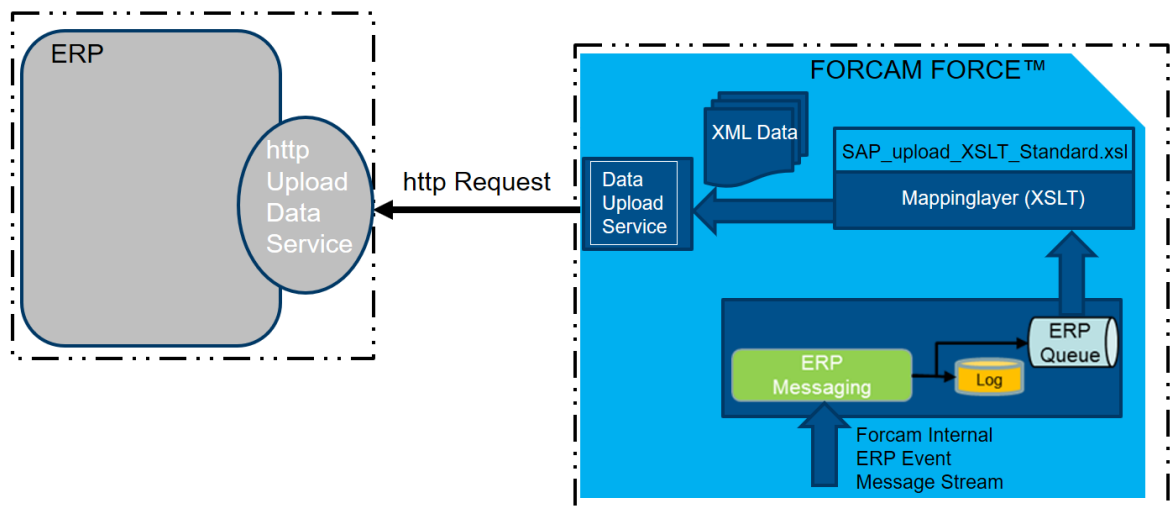 ERP
http
Upload
Data
Service
http Request
FORCAM FORCE™
XML Data
SAP_upload_XSLT_Standard.xsl
Mappinglayer (XSLT)
Data
Upload
Service
ERP
Queue
ERP
Messaging
Log
Forcam Internal
ERP Event
Message Stream